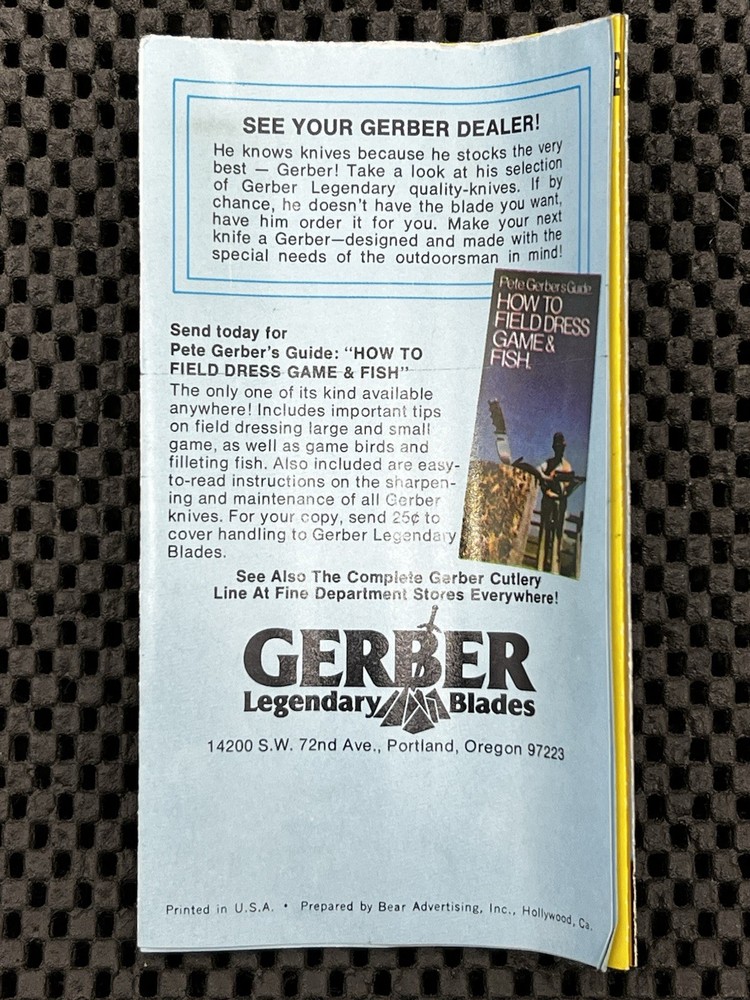 SEE YOUR GERBER DEALER!
He knows knives because he stocks the very
best — Gerber! Take a look at his selection
of Gerber Legendary quality-knives. If by
chance, he doesn't have the blade you want,
have him order it for you. Make your next
knife a Gerber—designed and made with the
special needs of the outdoorsman in mind!
Pete Gerber's Guide
HOW TO
FIELD DRESS
GAME &
FISH.
Send today for
Pete Gerber's Guide: "HOW TO
FIELD DRESS GAME & FISH"
The only one of its kind available
anywhere! Includes important tips
on field dressing large and small
game, as well as game birds and
filleting fish. Also included are easy-
to-read instructions on the sharpen-
ing and maintenance of all Gerber
knives. For your copy, send 25¢ to
cover handling to Gerber Legendary
Blades.
See Also The Complete Gerber Cutlery
Line At Fine Department Stores Everywhere!
GERBER
Legendary Blades
14200 S.W. 72nd Ave., Portland, Oregon 97223
Printed in U.S.A. • Prepared by Bear Advertising, Inc., Hollywood, Ca.